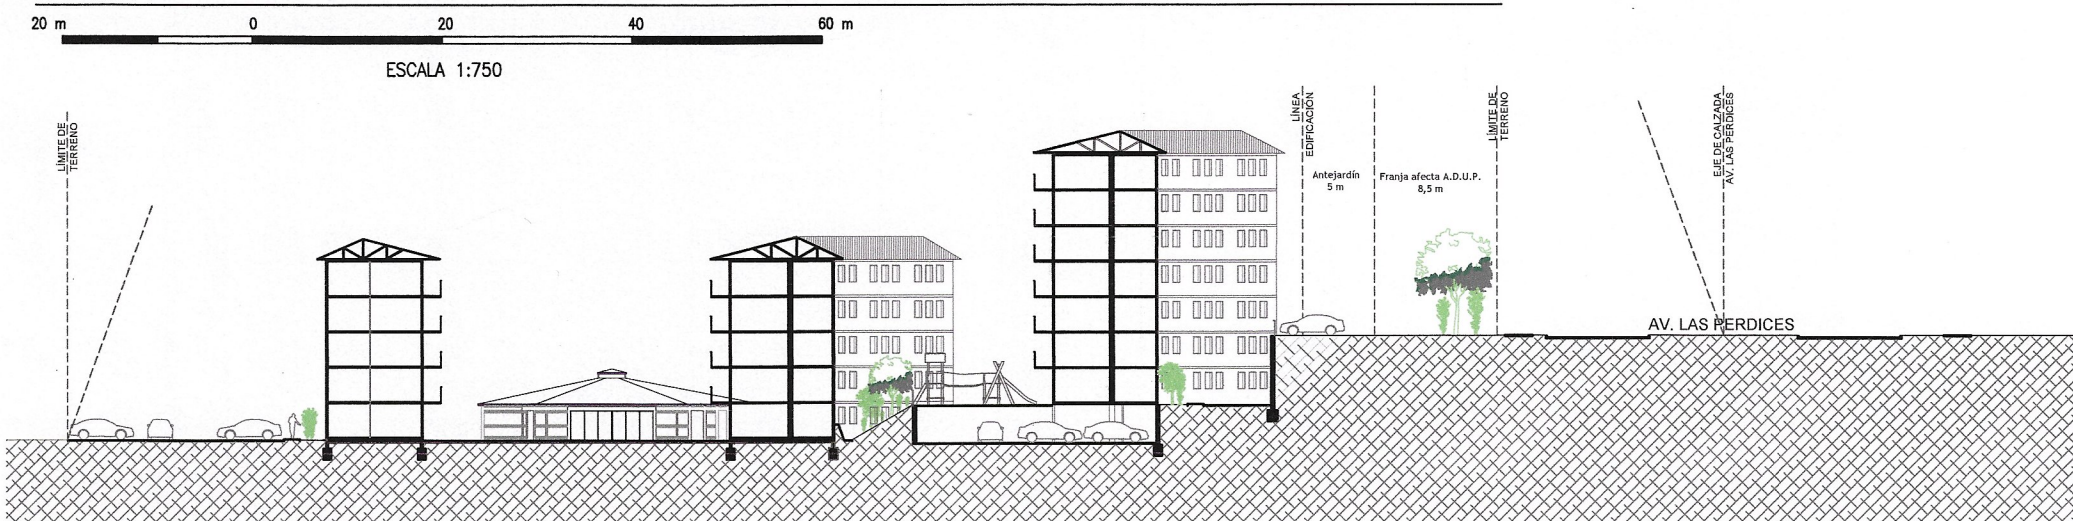 20 m 0 20 40 60 m
ESCALA 1:750
LÍMITE DE
TERRENO
LÍNEA
EDIFICACIÓN
Antejardín
5 m
Franja afecta A.D.U.P.
8,5 m
LÍMITE DE
TERRENO
EJE DE CALZADA
AV. LAS PERDICES
AV. LAS PERDICES